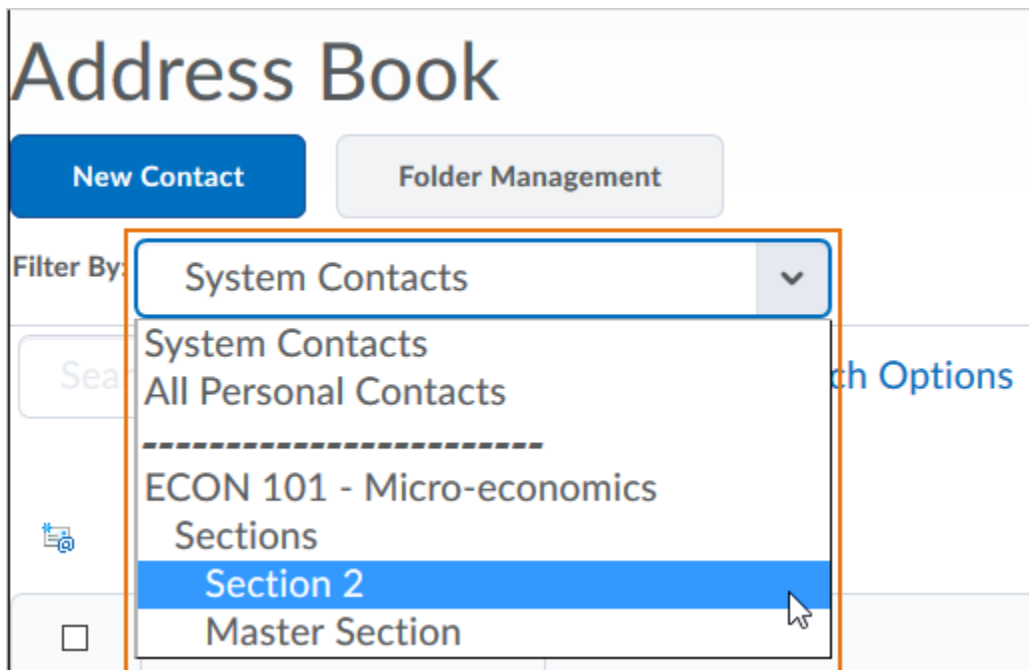 Address Book
New Contact Folder Management
Filter By: System Contacts
System Contacts
All Personal Contacts
------------------------
ECON 101 - Micro-economics
Sections
Section 2
Master Section
Options